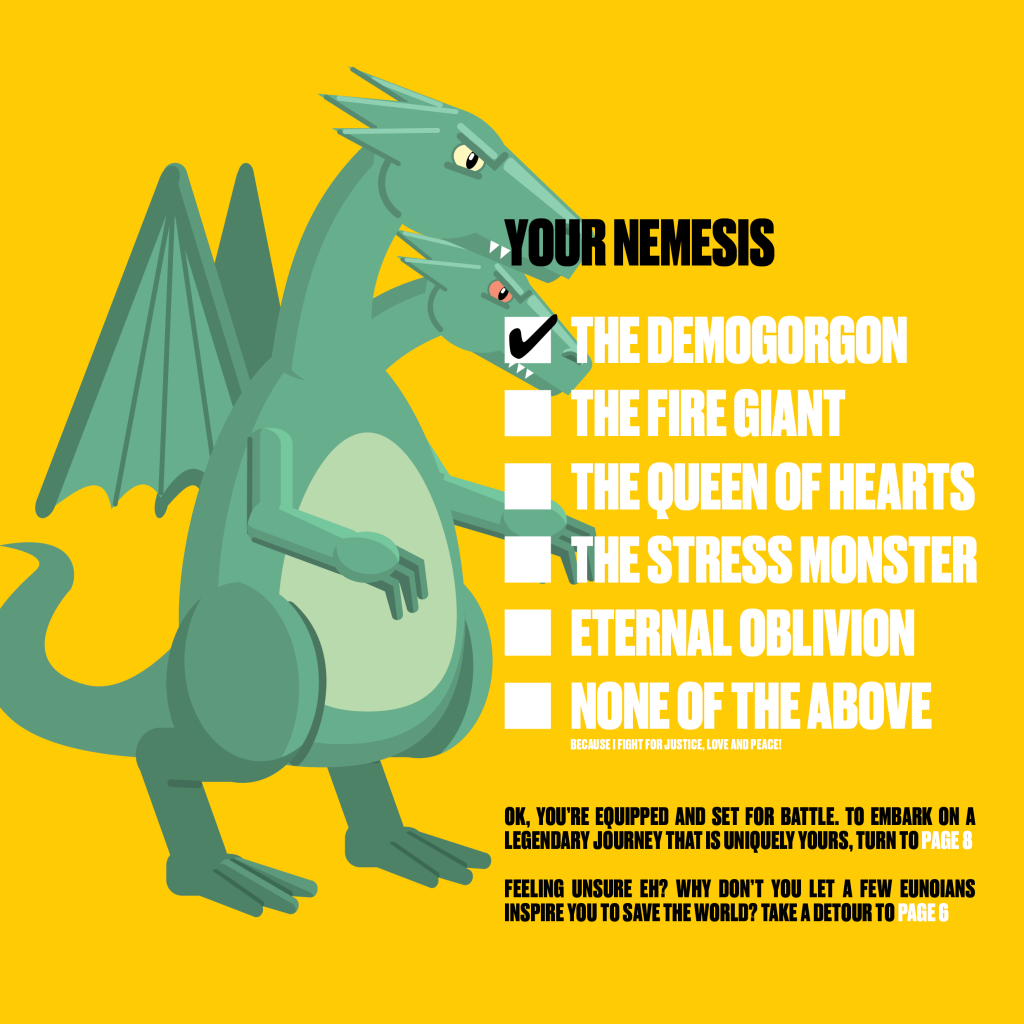 YOUR NEMESIS
THE DEMOGORGON
THE FIRE GIANT
THE QUEEN OF HEARTS
THE STRESS MONSTER
ETERNAL OBLIVION
NONE OF THE ABOVE
BECAUSE I FIGHT FOR JUSTICE, LOVE AND PEACE!
OK, YOU'RE EQUIPPED AND SET FOR BATTLE. TO EMBARK ON A
LEGENDARY JOURNEY THAT IS UNIQUELY YOURS, TURN TO PAGE 8
FEELING UNSURE EH? WHY DON'T YOU LET A FEW EUNOIANS
INSPIRE YOU TO SAVE THE WORLD? TAKE A DETOUR TO PAGE 6